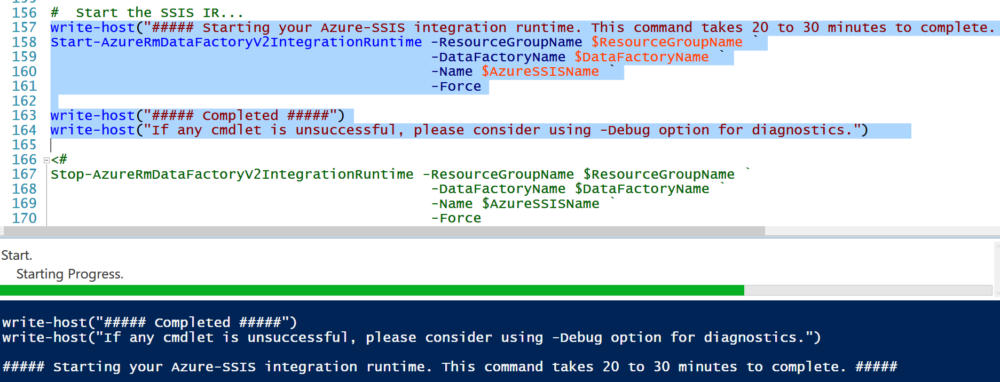 155
156 #  Start the SSIS IR...
157 write-host("##### Starting your Azure-SSIS integration runtime. This command takes 20 to 30 minutes to complete.
158 Start-AzureRmDataFactoryV2IntegrationRuntime -ResourceGroupName $ResourceGroupName `
159 -DataFactoryName $DataFactoryName `
160 -Name $AzureSSISName `
161 -Force
162
163 write-host("##### Completed #####")
164 write-host("If any cmdlet is unsuccessful, please consider using -Debug option for diagnostics.")
165
166 <#
167 Stop-AzureRmDataFactoryV2IntegrationRuntime -ResourceGroupName $ResourceGroupName `
168 -DataFactoryName $DataFactoryName `
169 -Name $AzureSSISName `
170 -Force
Start.
Starting Progress.
write-host("##### Completed #####")
write-host("If any cmdlet is unsuccessful, please consider using -Debug option for diagnostics.")
##### Starting your Azure-SSIS integration runtime. This command takes 20 to 30 minutes to complete. #####